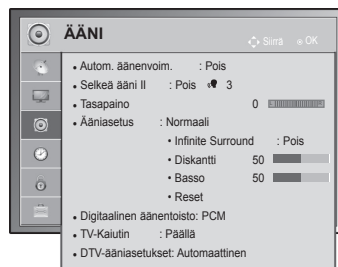 ÄÄNI
Siirrä OK
• Autom. äänenvoim. : Pois
• Selkeä ääni II : Pois 3
• Tasapaino 0
• Ääniasetus : Normaali
• Infinite Surround : Pois
• Diskantti 50
• Basso 50
• Reset
• Digitaalinen äänentoisto: PCM
• TV-Kaiutin : Päällä
• DTV-ääniasetukset: Automaattinen